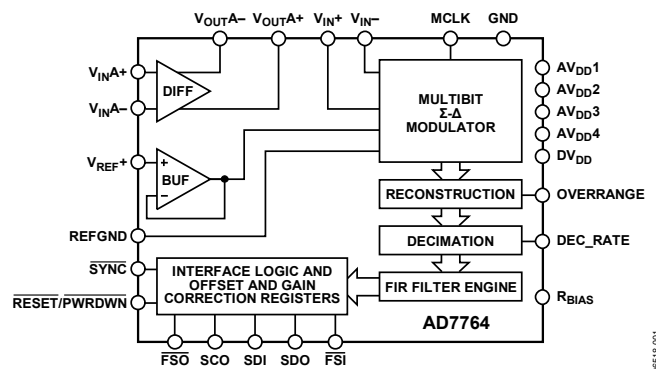 VOUTA– VOUTA+ VIN+ VIN– MCLK GND
VINA+
VINA–
DIFF
MULTIBIT
Σ-Δ
MODULATOR
AVDD1
AVDD2
AVDD3
AVDD4
DVDD
VREF+
+
–
BUF
RECONSTRUCTION
OVERRANGE
REFGND
DECIMATION
DEC_RATE
SYNC
RESET/PWRDWN
INTERFACE LOGIC AND
OFFSET AND GAIN
CORRECTION REGISTERS
FIR FILTER ENGINE
RBIAS
AD7764
FSO SCO SDI SDO FSI